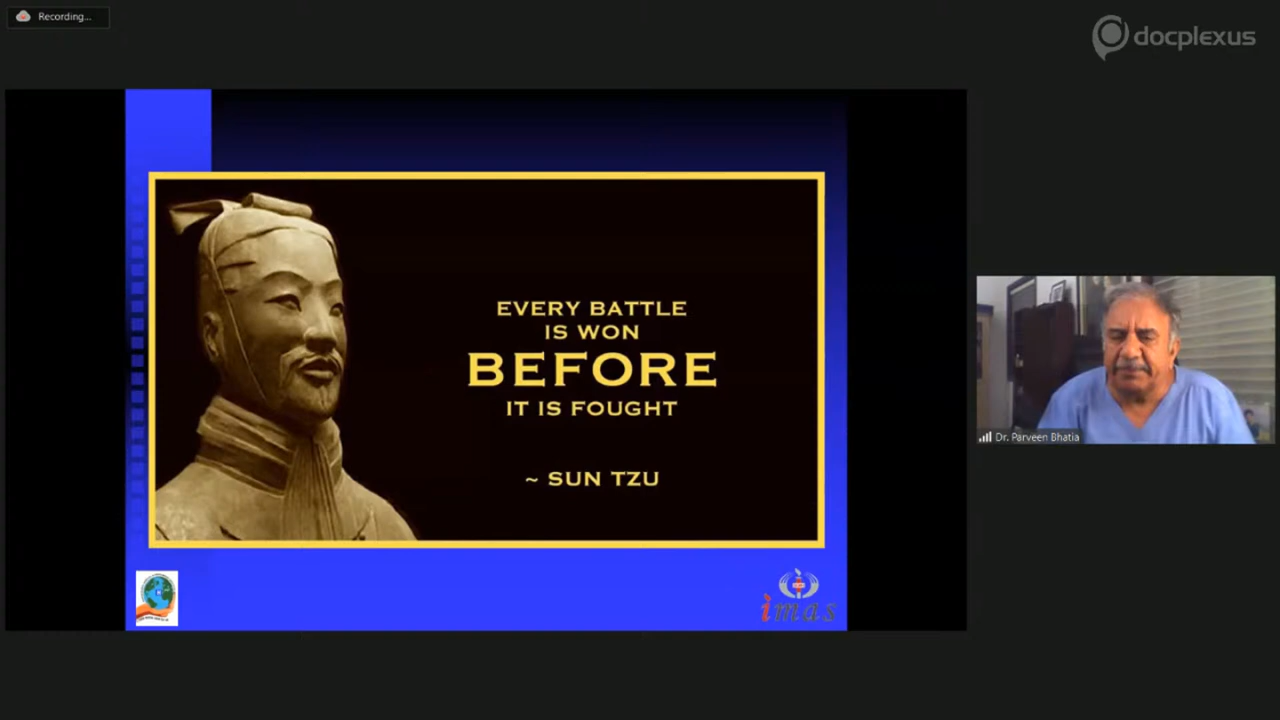 Recording...
docplexus
EVERY BATTLE
IS WON
BEFORE
IT IS FOUGHT
~ SUN TZU
Dr. Parveen Bhatia
imas